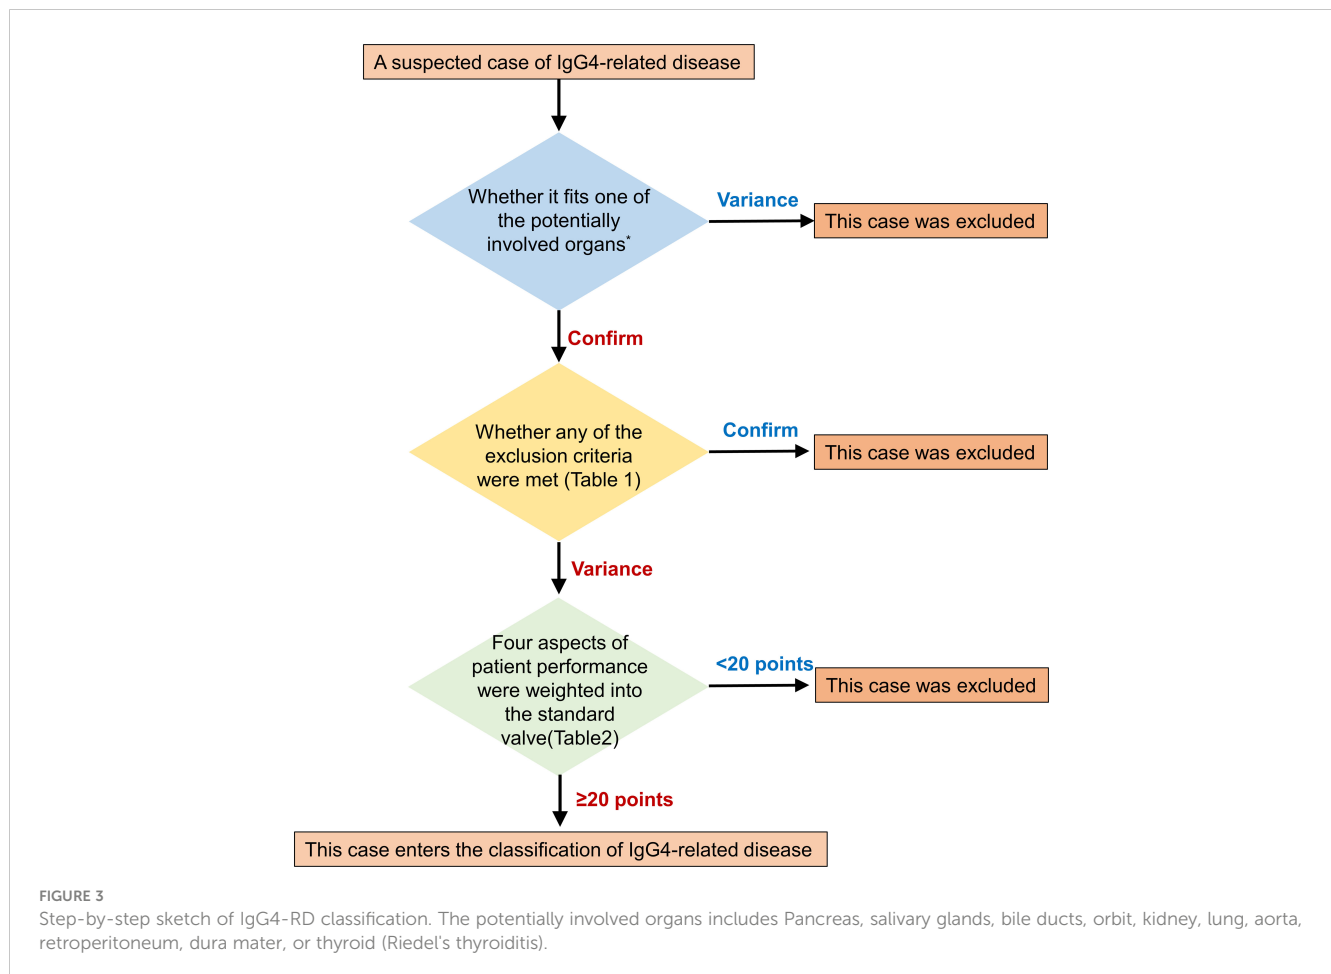 A suspected case of IgG4-related disease
Whether it fits one of
the potentially
involved organs*
Variance
This case was excluded
Confirm
Whether any of the
exclusion criteria
were met (Table 1)
Confirm
This case was excluded
Variance
Four aspects of
patient performance
were weighted into
the standard
valve(Table2)
<20 points
This case was excluded
≥20 points
This case enters the classification of IgG4-related disease
FIGURE 3
Step-by-step sketch of IgG4-RD classification. The potentially involved organs includes Pancreas, salivary glands, bile ducts, orbit, kidney, lung, aorta,
retroperitoneum, dura mater, or thyroid (Riedel's thyroiditis).